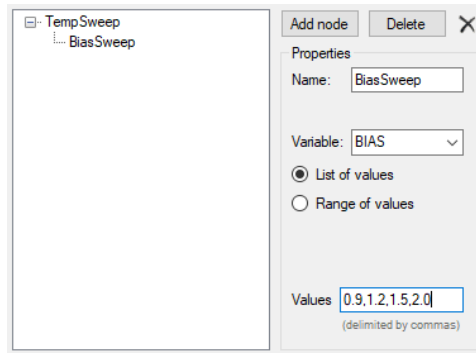 TempSweep
BiasSweep
Add node
Delete
Properties
Name: BiasSweep
Variable: BIAS
List of values
Range of values
Values 0.9,1.2,1.5,2.0
(delimited by commas)